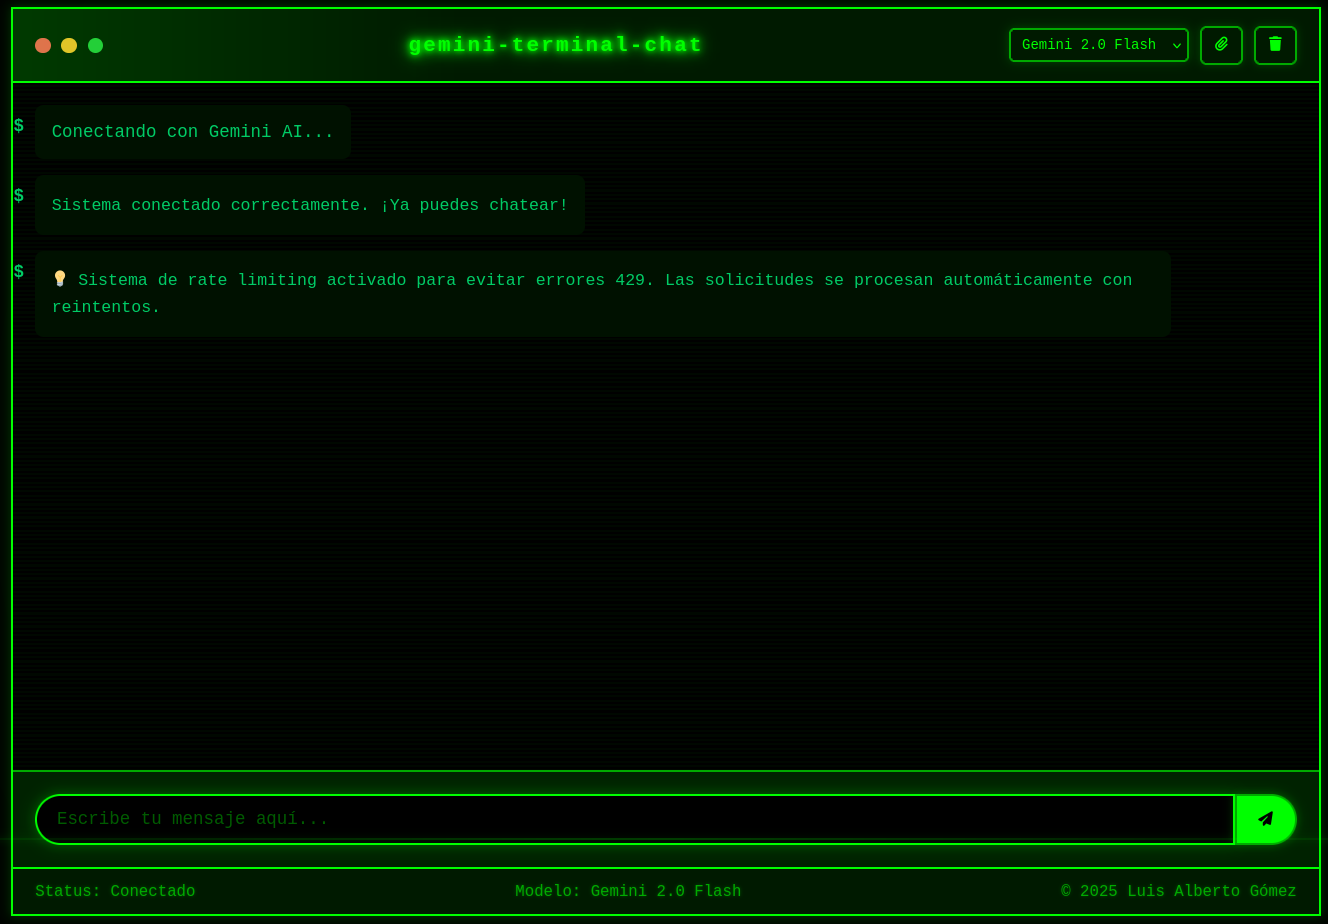 gemini-terminal-chat
Gemini 2.0 Flash
$ Conectando con Gemini AI...
$ Sistema conectado correctamente. ¡Ya puedes chatear!
$ 💡 Sistema de rate limiting activado para evitar errores 429. Las solicitudes se procesan automáticamente con
reintentos.
Escribe tu mensaje aquí...
Status: Conectado
Modelo: Gemini 2.0 Flash
© 2025 Luis Alberto Gómez